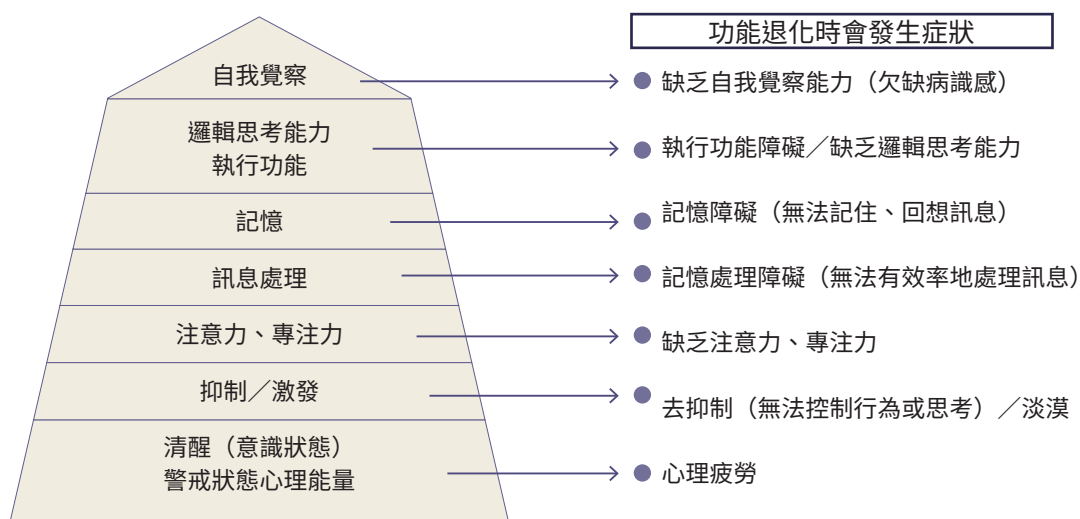 功能退化時會發生症狀
自我覺察
缺乏自我覺察能力（欠缺病識感）
邏輯思考能力
執行功能
執行功能障礙／缺乏邏輯思考能力
記憶
記憶障礙（無法記住、回想訊息）
訊息處理
記憶處理障礙（無法有效率地處理訊息）
注意力、專注力
缺乏注意力、專注力
抑制／激發
去抑制（無法控制行為或思考）／淡漠
清醒（意識狀態）
警戒狀態心理能量
心理疲勞